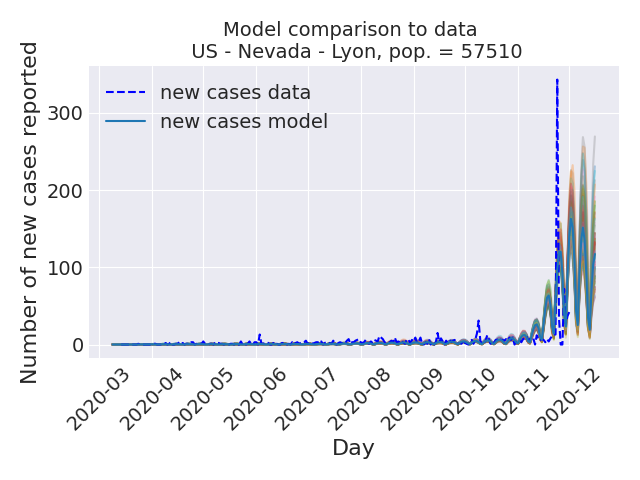 Model comparison to data
US - Nevada - Lyon, pop. = 57510
Number of new cases reported
300
200
100
0
new cases data
new cases model
2020-03
2020-04
2020-05
2020-06
2020-07
2020-08
2020-09
2020-10
2020-11
2020-12
Day